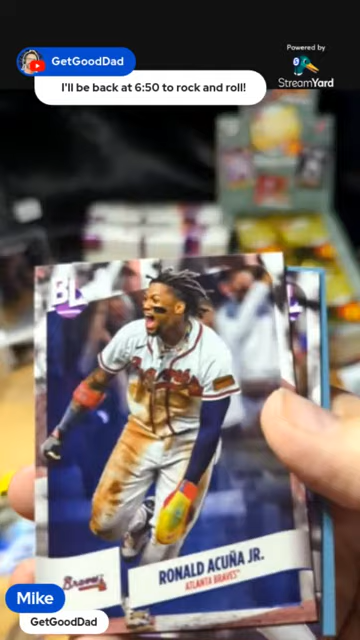 GetGoodDad
Powered by
I'll be back at 6:50 to rock and roll!
StreamYard
BL
Braves
RONALD ACUÑA JR.
ATLANTA BRAVES
Braves
Mike
GetGoodDad